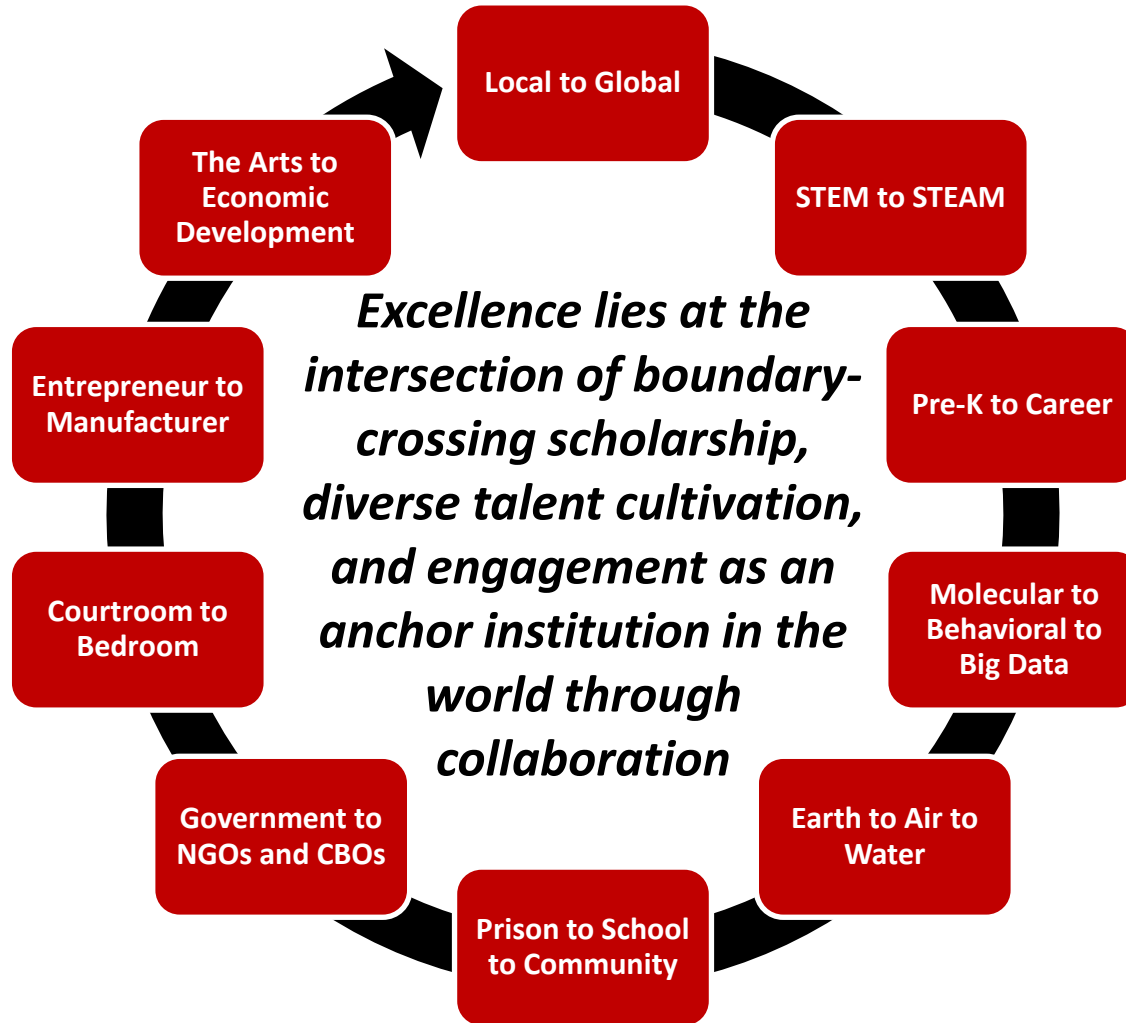 Local to Global
STEM to STEAM
Pre-K to Career
Molecular to
Behavioral to
Big Data
Earth to Air to
Water
Prison to School
to Community
Government to
NGOs and CBOs
Courtroom to
Bedroom
Entrepreneur to
Manufacturer
The Arts to
Economic
Development
Excellence lies at the
intersection of boundary-
crossing scholarship,
diverse talent cultivation,
and engagement as an
anchor institution in the
world through
collaboration